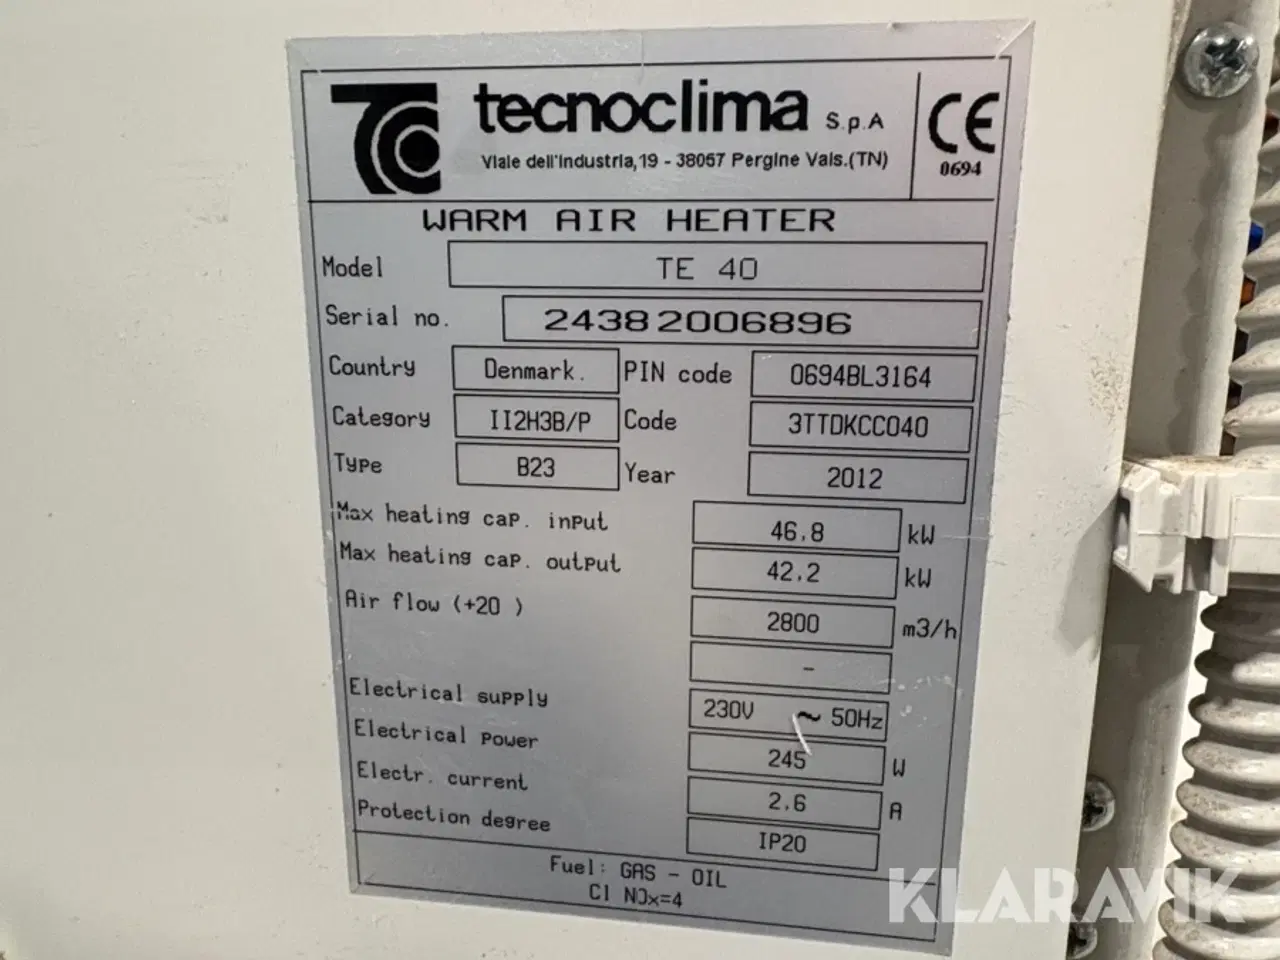 tecnoclima S.p.A
Viale dell'industria,19 - 38057 Pergine Vals.(TN)
CE
0694
WARM AIR HEATER
Model TE 40
Serial no. 24382006896
Country Denmark. PIN code 0694BL3164
Category II2H3B/P Code 3TTDKCC040
Type B23 Year 2012
Max heating cap. input 46,8 kW
Max heating cap. output 42,2 kW
Air flow (+20 ) 2800 m3/h
-
Electrical supply 230V ~ 50Hz
Electrical power 245 W
Electr. current 2,6 A
Protection degree IP20
Fuel: GAS - OIL
Cl NOx=4
KLARAVIK